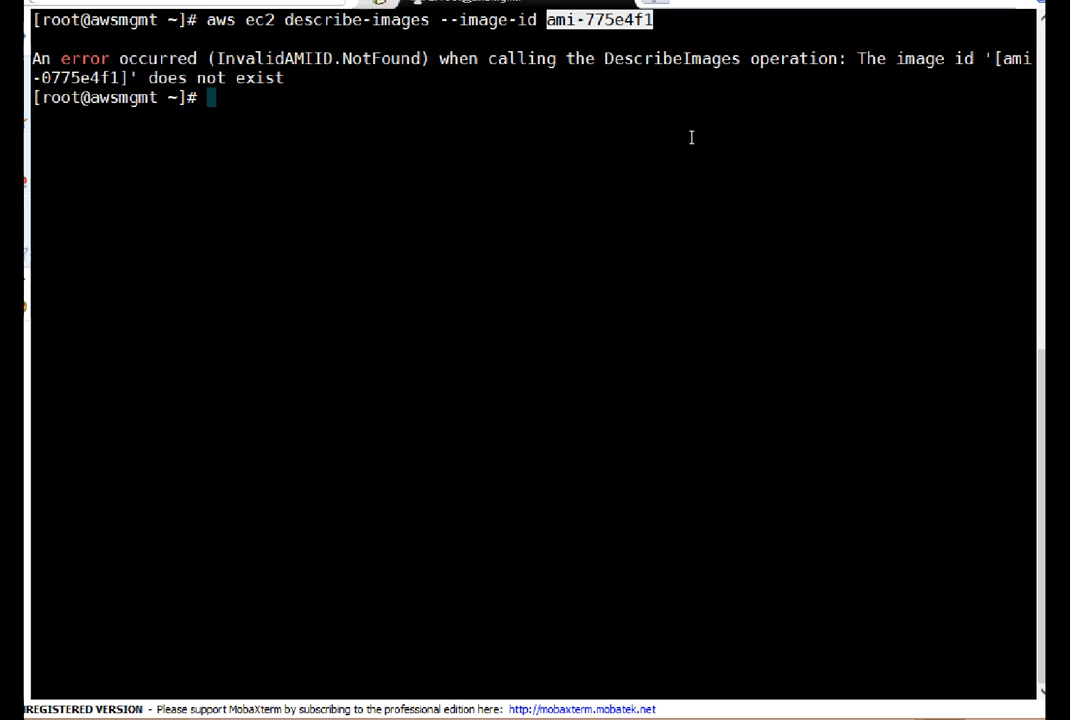 [root@awsmgmt ~]# aws ec2 describe-images --image-id ami-775e4f1
An error occurred (InvalidAMIID.NotFound) when calling the DescribeImages operation: The image id '[ami
-0775e4f1]' does not exist
[root@awsmgmt ~]#
REGISTERED VERSION - Please support MobaXterm by subscribing to the professional edition here: http://mobaxterm.mobatek.net